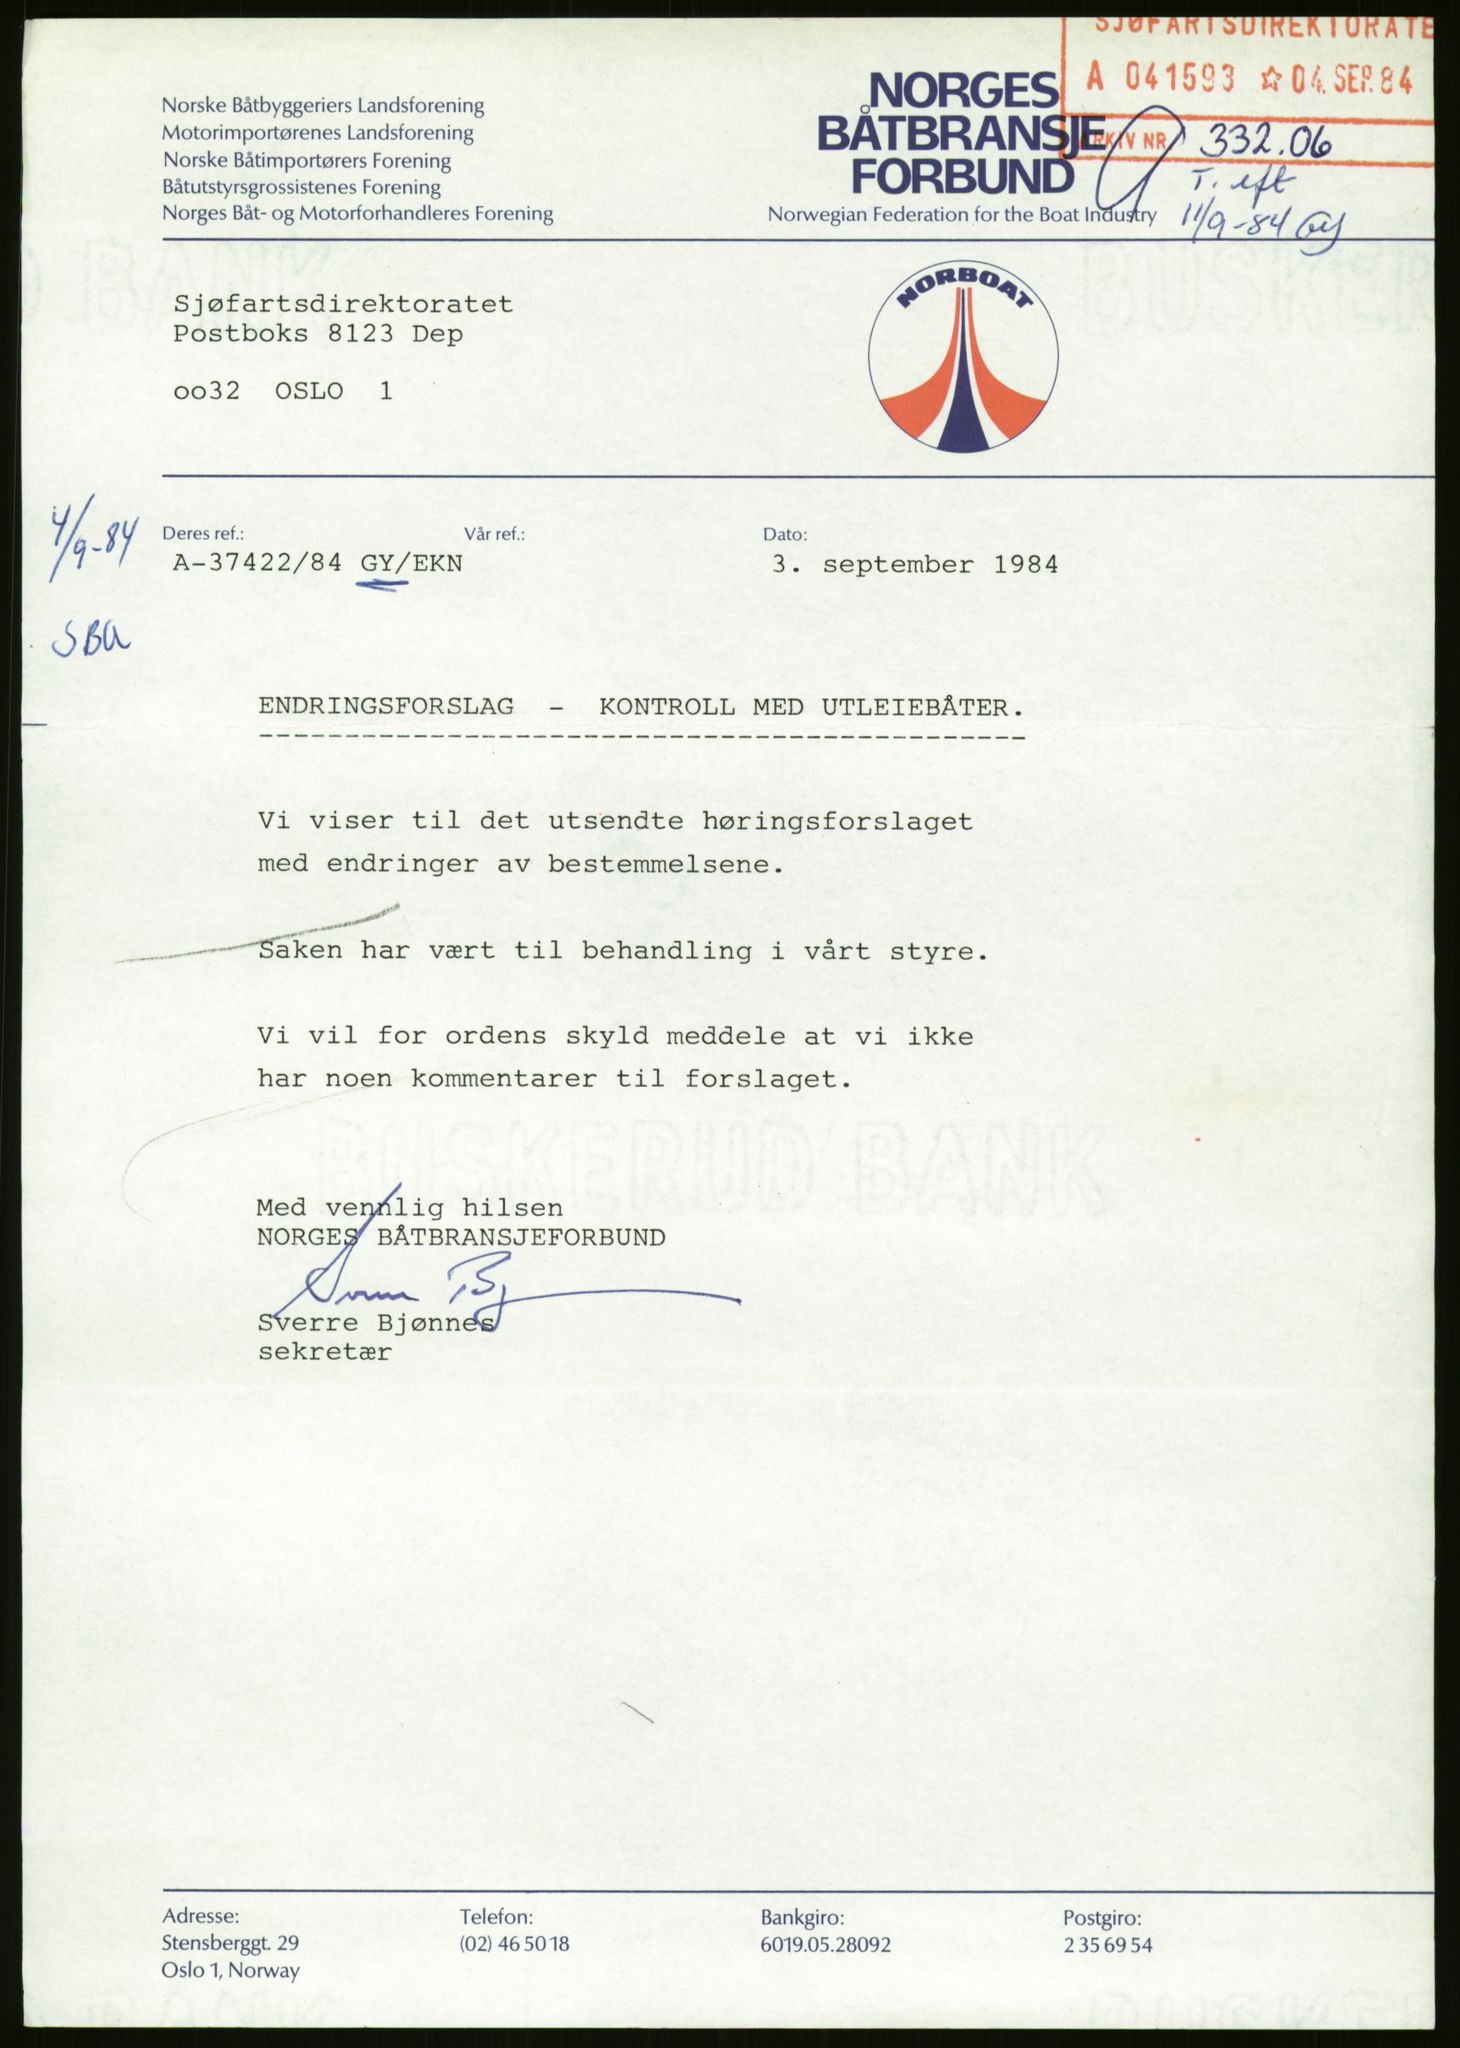 SJØFARTSDIREKTORATE
A 041593 ☆ 04. SEP. 84
ARKIV NR. 332.06
T. eft
11/9-84 Gy
Norske Båtbyggeriers Landsforening
Motorimportørenes Landsforening
Norske Båtimportørers Forening
Båtutstyrsgrossistenes Forening
Norges Båt- og Motorforhandleres Forening
NORGES
BÅTBRANSJE
FORBUND
Norwegian Federation for the Boat Industry
NORBOAT
Sjøfartsdirektoratet
Postboks 8123 Dep
oo32 OSLO 1
4/9-84
SBA
Deres ref.: Vår ref.: Dato:
A-37422/84 GY/EKN 3. september 1984
ENDRINGSFORSLAG - KONTROLL MED UTLEIEBÅTER.
Vi viser til det utsendte høringsforslaget
med endringer av bestemmelsene.
Saken har vært til behandling i vårt styre.
Vi vil for ordens skyld meddele at vi ikke
har noen kommentarer til forslaget.
BUSKERUD BANK
Med vennlig hilsen
NORGES BÅTBRANSJEFORBUND
Sverre Bjønnes
sekretær
Adresse: Telefon: Bankgiro: Postgiro:
Stensberggt. 29 (02) 46 50 18 6019.05.28092 2 35 69 54
Oslo 1, Norway